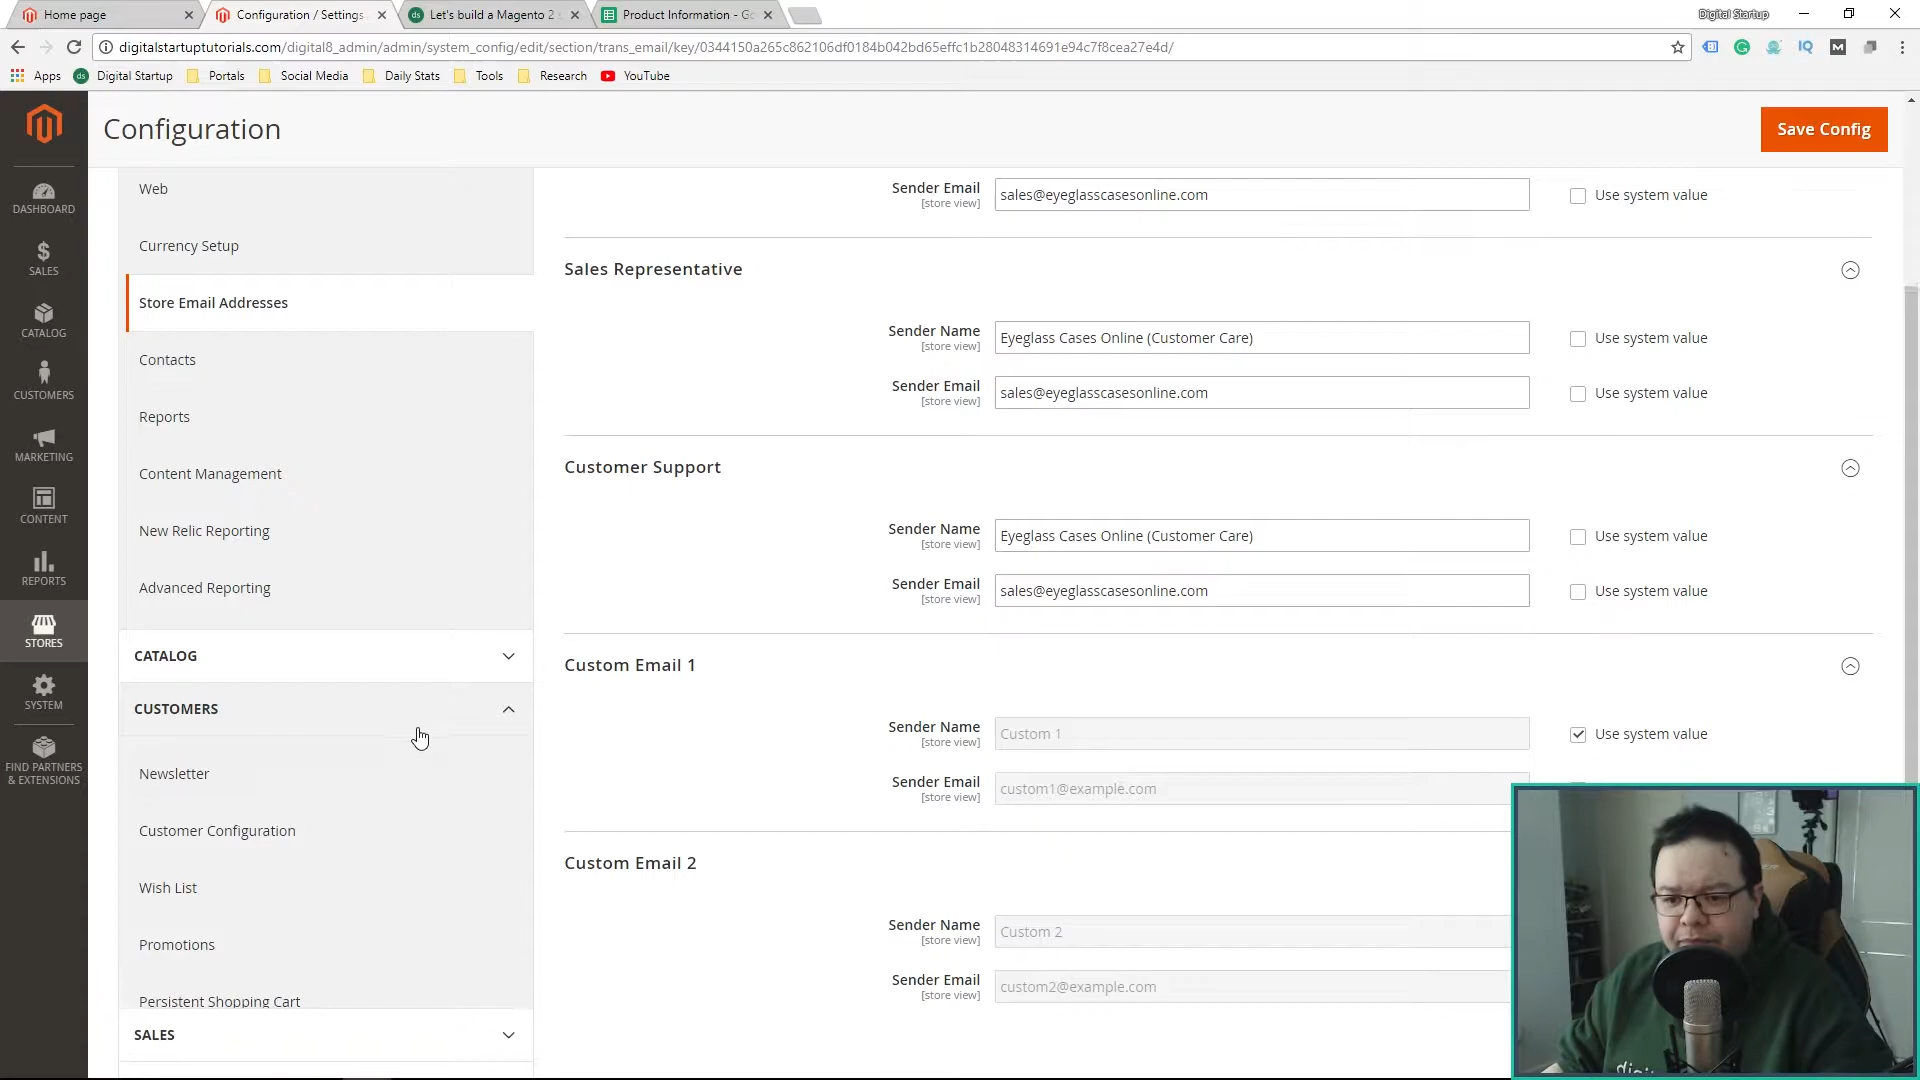 Home page
Configuration / Settings
Let's build a Magento 2
Product Information - Go
Digital Startup
digitalstartuptutorials.com/digital8_admin/admin/system_config/edit/section/trans_email/key/0344150a265c862106df0184b042bd65effc1b28048314691e94c7f8cea27e4d/
Apps
Digital Startup
Portals
Social Media
Daily Stats
Tools
Research
YouTube
Configuration
Save Config
DASHBOARD
SALES
CATALOG
CUSTOMERS
MARKETING
CONTENT
REPORTS
STORES
SYSTEM
FIND PARTNERS
& EXTENSIONS
Web
Currency Setup
Store Email Addresses
Contacts
Reports
Content Management
New Relic Reporting
Advanced Reporting
CATALOG
CUSTOMERS
Newsletter
Customer Configuration
Wish List
Promotions
Persistent Shopping Cart
SALES
Sender Email
[store view]
sales@eyeglasscasesonline.com
Use system value
Sales Representative
Sender Name
[store view]
Eyeglass Cases Online (Customer Care)
Use system value
Sender Email
[store view]
sales@eyeglasscasesonline.com
Use system value
Customer Support
Sender Name
[store view]
Eyeglass Cases Online (Customer Care)
Use system value
Sender Email
[store view]
sales@eyeglasscasesonline.com
Use system value
Custom Email 1
Sender Name
[store view]
Custom 1
Use system value
Sender Email
[store view]
custom1@example.com
Custom Email 2
Sender Name
[store view]
Custom 2
Sender Email
[store view]
custom2@example.com